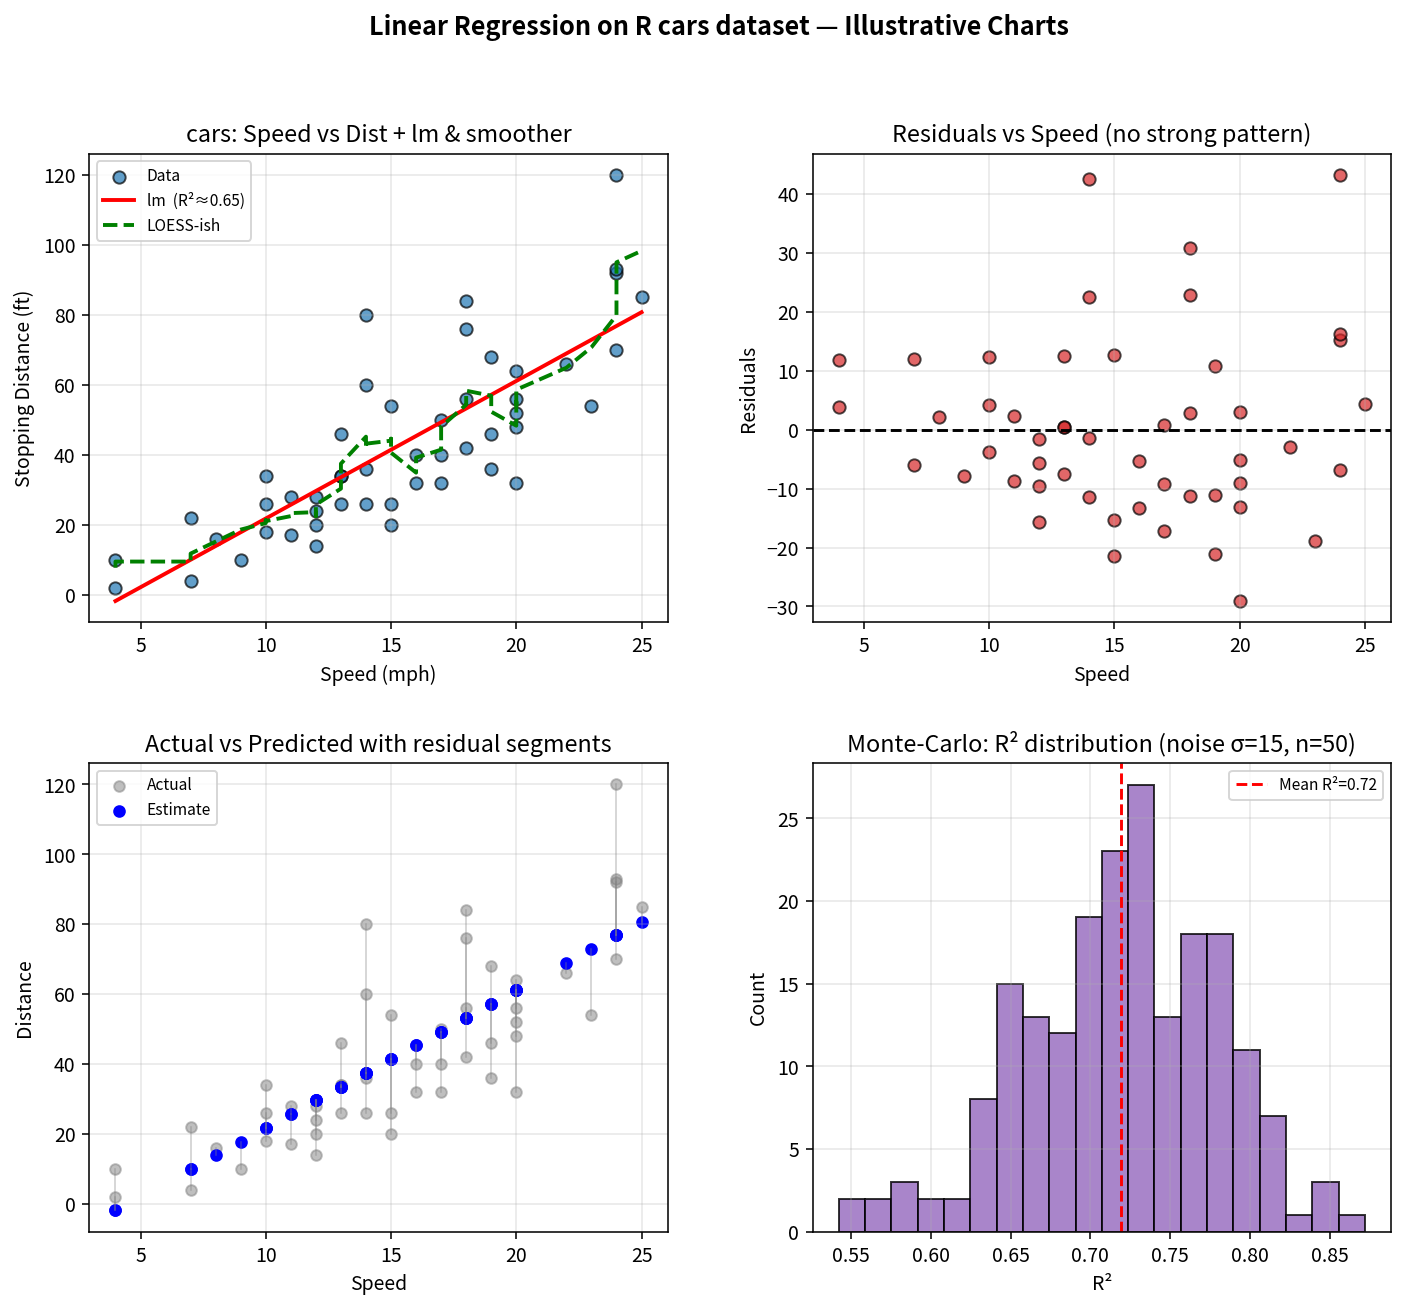 Linear Regression on R cars dataset — Illustrative Charts
cars: Speed vs Dist + lm & smoother
Data
lm (R²≈0.65)
LOESS-ish
120
100
80
60
40
20
0
Stopping Distance (ft)
5 10 15 20 25
Speed (mph)
Residuals vs Speed (no strong pattern)
40
30
20
10
0
−10
−20
−30
Residuals
5 10 15 20 25
Speed
Actual vs Predicted with residual segments
Actual
Estimate
120
100
80
60
40
20
0
Distance
5 10 15 20 25
Speed
Monte-Carlo: R² distribution (noise σ=15, n=50)
Mean R²=0.72
25
20
15
10
5
0
Count
0.55 0.60 0.65 0.70 0.75 0.80 0.85
R²